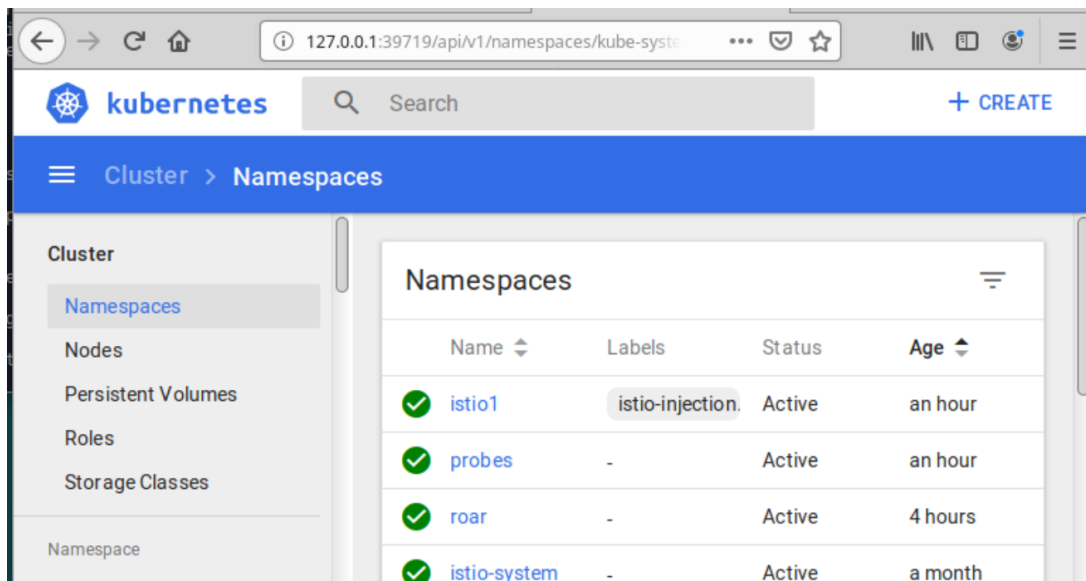 127.0.0.1:39719/api/v1/namespaces/kube-syste
kubernetes
Search
+ CREATE
Cluster > Namespaces
Cluster
Namespaces
Nodes
Persistent Volumes
Roles
Storage Classes
Namespace
Namespaces
Name Labels Status Age
istio1 istio-injection. Active an hour
probes - Active an hour
roar - Active 4 hours
istio-system - Active a month